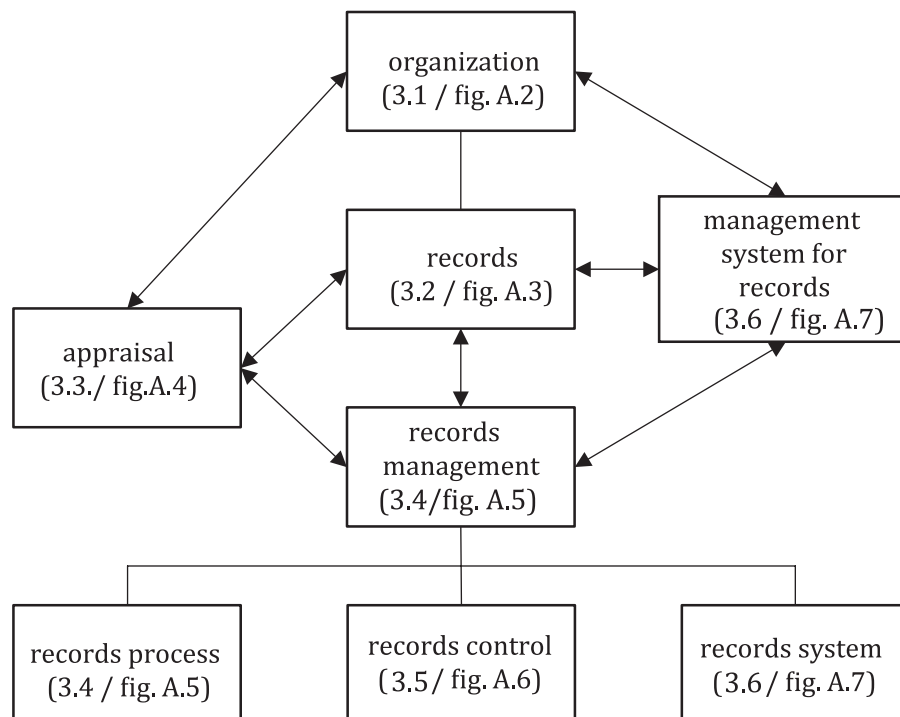 organization
(3.1 / fig. A.2)
records
(3.2 / fig. A.3)
management
system for
records
(3.6 / fig. A.7)
appraisal
(3.3./ fig.A.4)
records
management
(3.4/fig. A.5)
records process
(3.4 / fig. A.5)
records control
(3.5/ fig. A.6)
records system
(3.6 / fig. A.7)